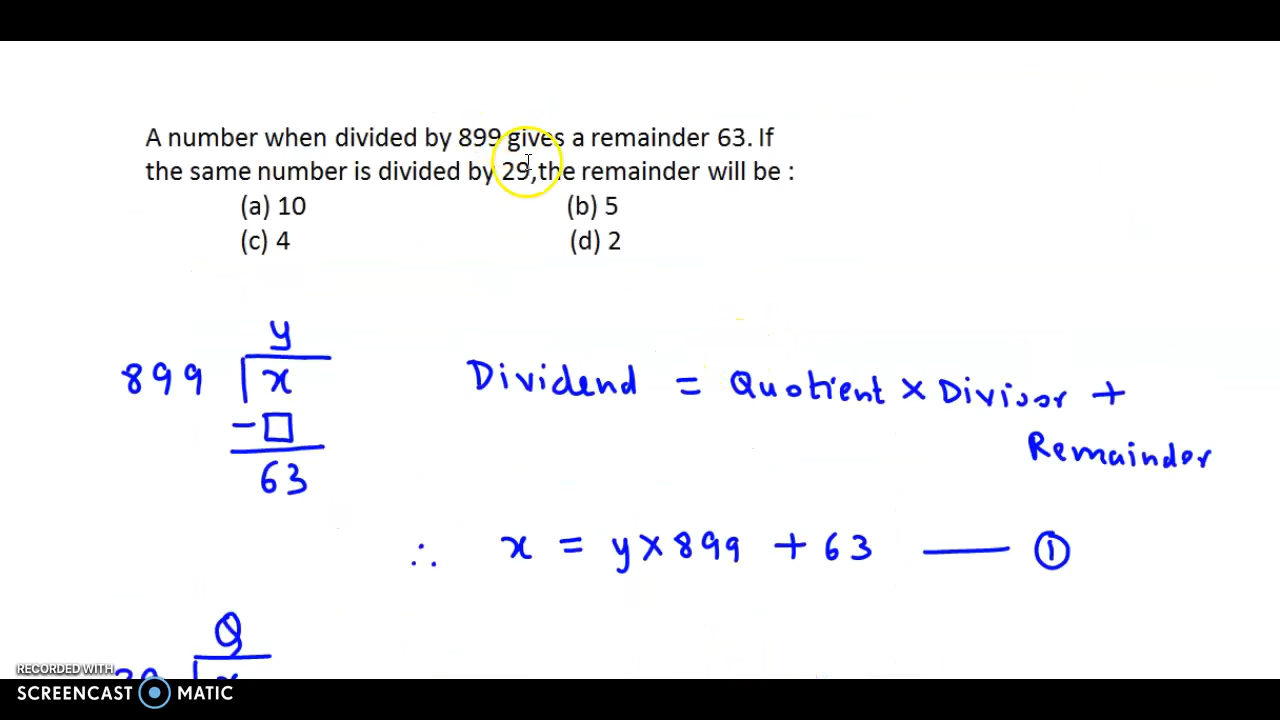 A number when divided by 899 gives a remainder 63. If
the same number is divided by 29,the remainder will be :
(a) 10 (b) 5
(c) 4 (d) 2
y
899 x
Dividend = Quotient × Divisor +
− □
63
Remainder
∴ x = y × 899 + 63 —— ①
Q
RECORDED WITH
SCREENCAST MATIC